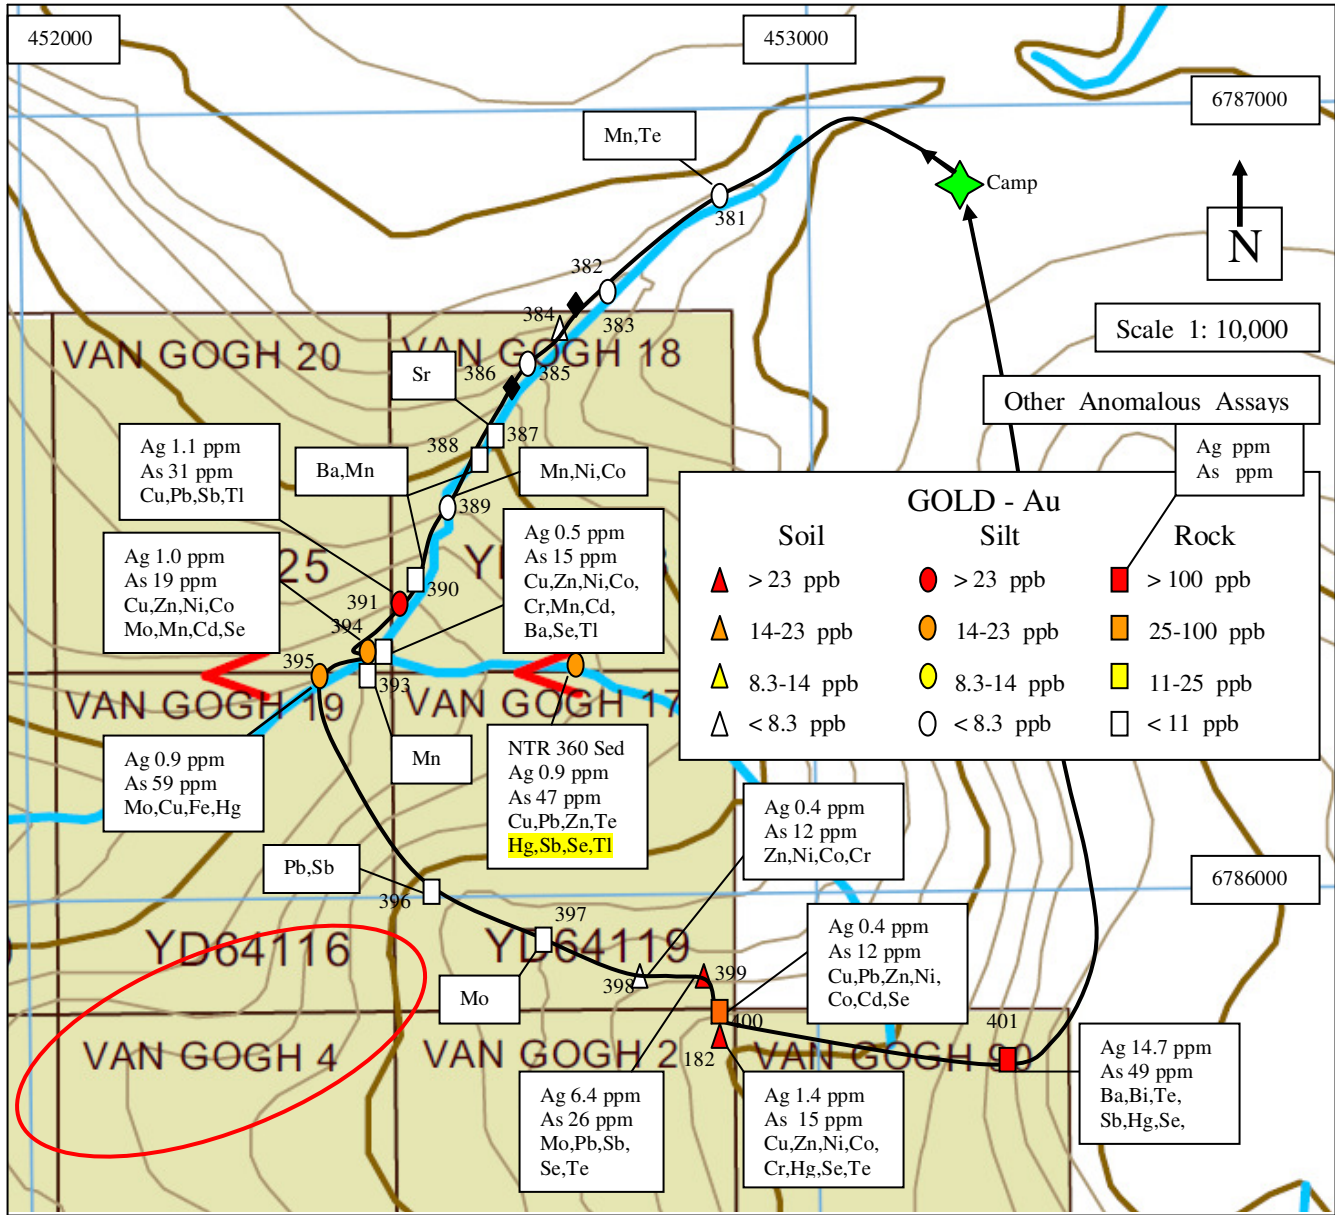 452000
453000
6787000
Mn,Te
Camp
381
N
382
383
384
Scale 1: 10,000
VAN GOGH 20
VAN GOGH 18
Sr
386
385
Other Anomalous Assays
Ag ppm
As ppm
387
388
Ag 1.1 ppm
As 31 ppm
Cu,Pb,Sb,Tl
Ba,Mn
Mn,Ni,Co
389
GOLD - Au
Soil
Silt
Rock
> 23 ppb
> 23 ppb
> 100 ppb
14-23 ppb
14-23 ppb
25-100 ppb
8.3-14 ppb
8.3-14 ppb
11-25 ppb
< 8.3 ppb
< 8.3 ppb
< 11 ppb
Ag 0.5 ppm
As 15 ppm
Cu,Zn,Ni,Co,
Cr,Mn,Cd,
Ba,Se,Tl
Ag 1.0 ppm
As 19 ppm
Cu,Zn,Ni,Co
Mo,Mn,Cd,Se
25
390
391
394
395
393
VAN GOGH 19
VAN GOGH 17
Mn
Ag 0.9 ppm
As 59 ppm
Mo,Cu,Fe,Hg
NTR 360 Sed
Ag 0.9 ppm
As 47 ppm
Cu,Pb,Zn,Te
Hg,Sb,Se,Tl
Ag 0.4 ppm
As 12 ppm
Zn,Ni,Co,Cr
Pb,Sb
396
6786000
397
YD64116
YD64119
Ag 0.4 ppm
As 12 ppm
Cu,Pb,Zn,Ni,
Co,Cd,Se
398
399
Mo
400
401
182
VAN GOGH 4
VAN GOGH 2
VAN GOGH 90
Ag 14.7 ppm
As 49 ppm
Ba,Bi,Te,
Sb,Hg,Se,
Ag 6.4 ppm
As 26 ppm
Mo,Pb,Sb,
Se,Te
Ag 1.4 ppm
As 15 ppm
Cu,Zn,Ni,Co,
Cr,Hg,Se,Te